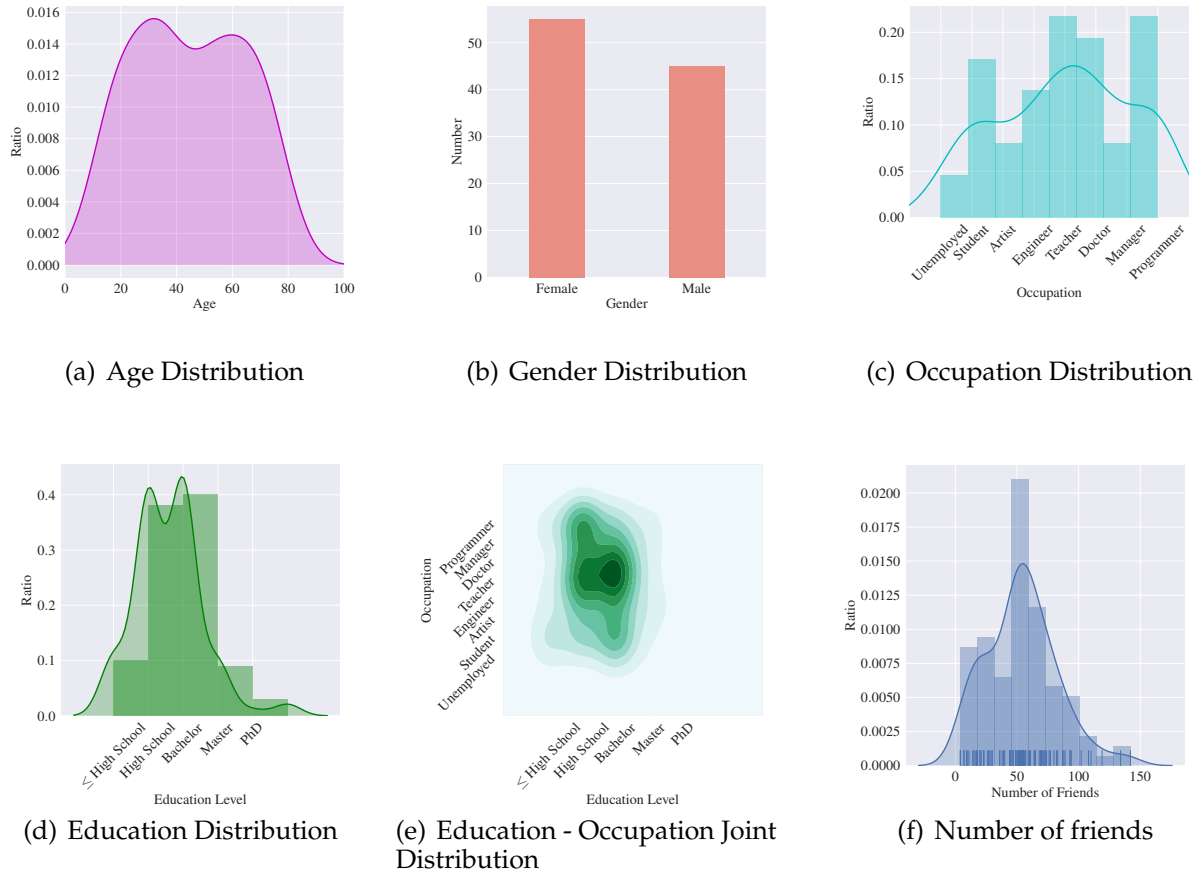 0.016
0.014
0.012
0.010
0.008
0.006
0.004
0.002
0.000
Ratio
0 20 40 60 80 100
Age
(a) Age Distribution
50
40
30
20
10
0
Number
Female Male
Gender
(b) Gender Distribution
0.20
0.15
0.10
0.05
0.00
Ratio
Unemployed
Student
Artist
Engineer
Teacher
Doctor
Manager
Programmer
Occupation
(c) Occupation Distribution
0.4
0.3
0.2
0.1
0.0
Ratio
≤ High School
High School
Bachelor
Master
PhD
Education Level
(d) Education Distribution
Occupation
Programmer
Manager
Doctor
Teacher
Engineer
Artist
Student
Unemployed
≤ High School
High School
Bachelor
Master
PhD
Education Level
(e) Education - Occupation Joint
Distribution
0.0200
0.0175
0.0150
0.0125
0.0100
0.0075
0.0050
0.0025
0.0000
Ratio
0 50 100 150
Number of Friends
(f) Number of friends